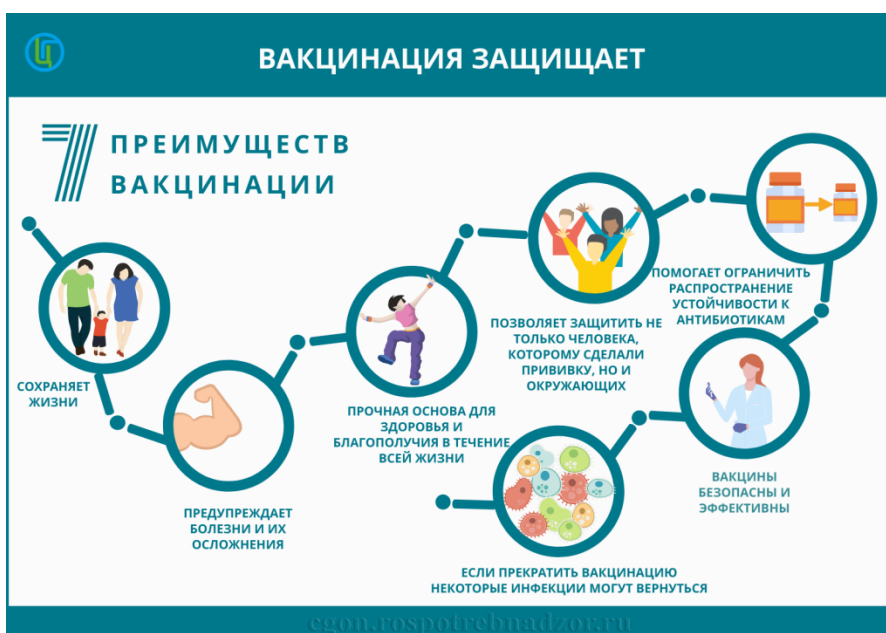 ВАКЦИНАЦИЯ ЗАЩИЩАЕТ
7 ПРЕИМУЩЕСТВ
ВАКЦИНАЦИИ
СОХРАНЯЕТ
ЖИЗНИ
ПРЕДУПРЕЖДАЕТ
БОЛЕЗНИ И ИХ
ОСЛОЖНЕНИЯ
ПРОЧНАЯ ОСНОВА ДЛЯ
ЗДОРОВЬЯ И
БЛАГОПОЛУЧИЯ В ТЕЧЕНИЕ
ВСЕЙ ЖИЗНИ
ПОЗВОЛЯЕТ ЗАЩИТИТЬ НЕ
ТОЛЬКО ЧЕЛОВЕКА,
КОТОРОМУ СДЕЛАЛИ
ПРИВИВКУ, НО И
ОКРУЖАЮЩИХ
ПОМОГАЕТ ОГРАНИЧИТЬ
РАСПРОСТРАНЕНИЕ
УСТОЙЧИВОСТИ К
АНТИБИОТИКАМ
ВАКЦИНЫ
БЕЗОПАСНЫ И
ЭФФЕКТИВНЫ
ЕСЛИ ПРЕКРАТИТЬ ВАКЦИНАЦИЮ
НЕКОТОРЫЕ ИНФЕКЦИИ МОГУТ ВЕРНУТЬСЯ
cgon.rospotrebnadzor.ru